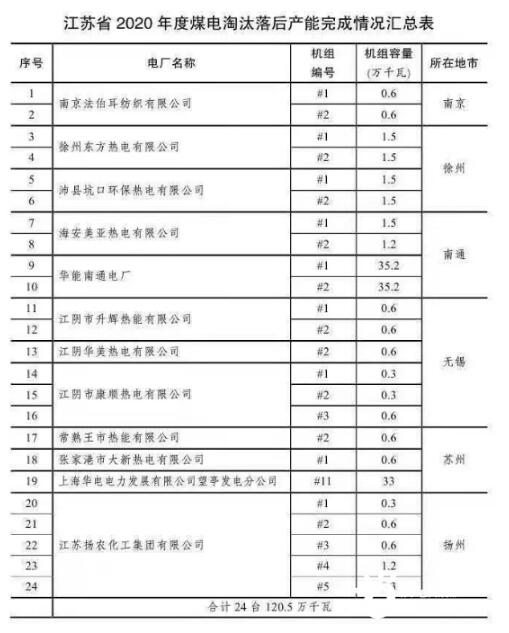 江苏省 2020 年度煤电淘汰落后产能完成情况汇总表
序号 电厂名称 机组编号 机组容量(万千瓦) 所在地市
1 南京法伯耳纺织有限公司 #1 0.6 南京
2 #2 0.6
3 徐州东方热电有限公司 #1 1.5 徐州
4 #2 1.5
5 沛县坑口环保热电有限公司 #1 1.5
6 #2 1.5
7 海安美亚热电有限公司 #1 1.5 南通
8 #2 1.2
9 华能南通电厂 #1 35.2
10 #2 35.2
11 江阴市升辉热能有限公司 #1 0.6 无锡
12 #2 0.6
13 江阴华美热电有限公司 #2 0.6
14 江阴市康顺热电有限公司 #1 0.3
15 #2 0.3
16 #3 0.6
17 常熟王市热能有限公司 #2 0.6 苏州
18 张家港市大新热电有限公司 #1 0.6
19 上海华电电力发展有限公司望亭发电分公司 #11 33
20 江苏扬农化工集团有限公司 #1 0.3 扬州
21 #2 0.6
22 #3 0.6
23 #4 1.2
24 #5
合计 24 台 120.5 万千瓦